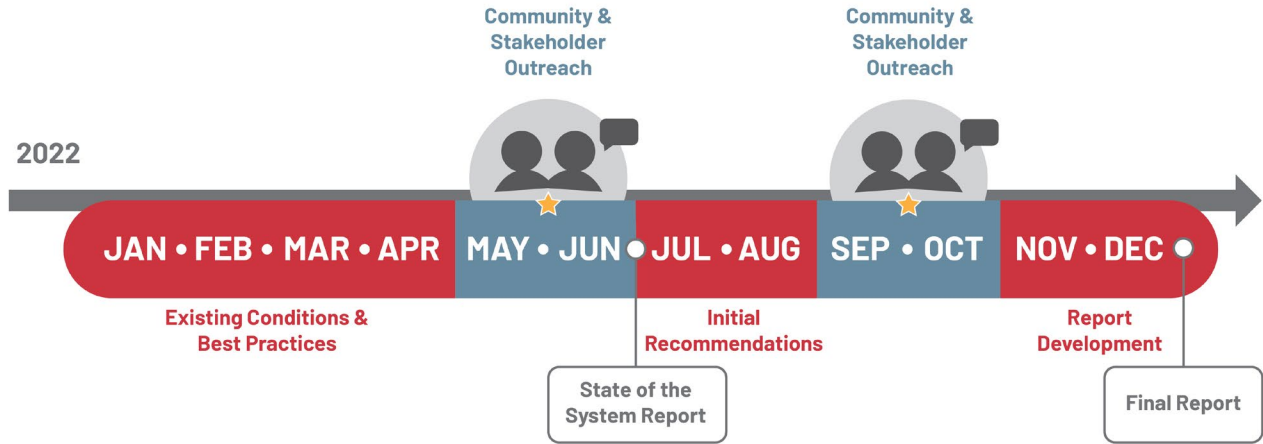 Community &
Stakeholder
Outreach
Community &
Stakeholder
Outreach
2022
JAN • FEB • MAR • APR MAY • JUN JUL • AUG SEP • OCT NOV • DEC
Existing Conditions &
Best Practices
Initial
Recommendations
Report
Development
State of the
System Report
Final Report